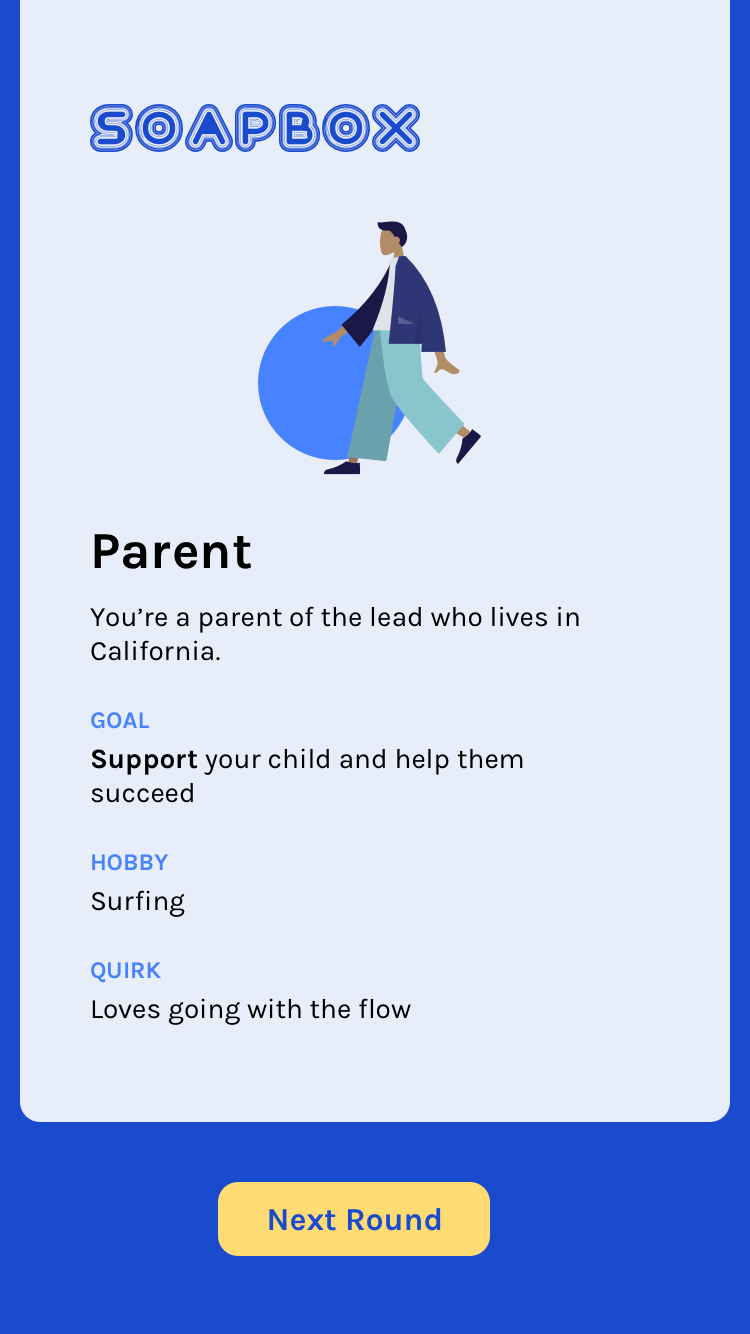 SOAPBOX
Parent
You’re a parent of the lead who lives in
California.
GOAL
Support your child and help them
succeed
HOBBY
Surfing
QUIRK
Loves going with the flow
Next Round